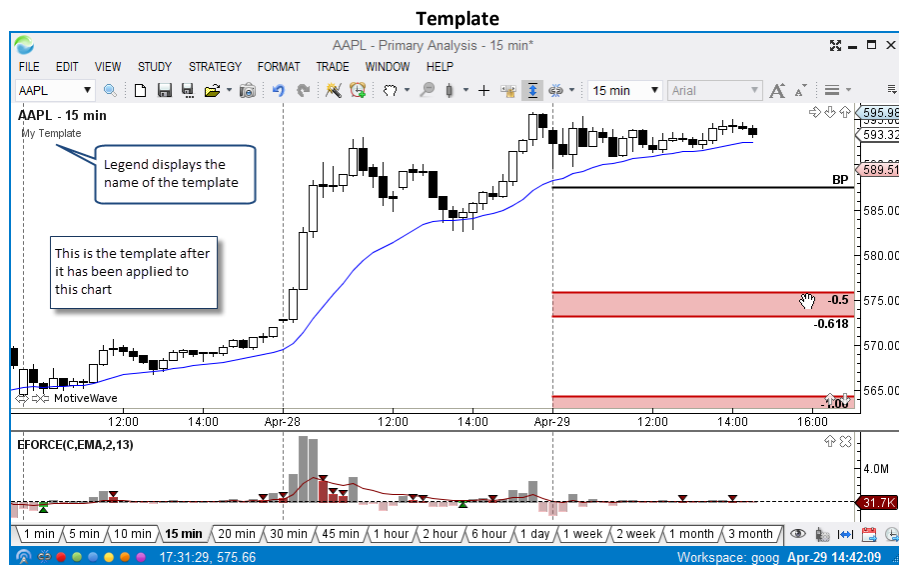 Template
AAPL - Primary Analysis - 15 min*
FILE EDIT VIEW STUDY STRATEGY FORMAT TRADE WINDOW HELP
AAPL 15 min Arial
AAPL - 15 min
My Template
Legend displays the
name of the template
This is the template after
it has been applied to
this chart
595.98
593.32
589.51
BP
585.00
580.00
575.00
-0.5
-0.618
570.00
565.00
-1.00
MotiveWave
12:00 14:00 Apr-28 12:00 14:00 Apr-29 12:00 14:00 16:00
EFORCE(C,EMA,2,13)
4.0M
31.7K
1 min 5 min 10 min 15 min 20 min 30 min 45 min 1 hour 2 hour 6 hour 1 day 1 week 2 week 1 month 3 month
17:31:29, 575.66 Workspace: goog Apr-29 14:42:09